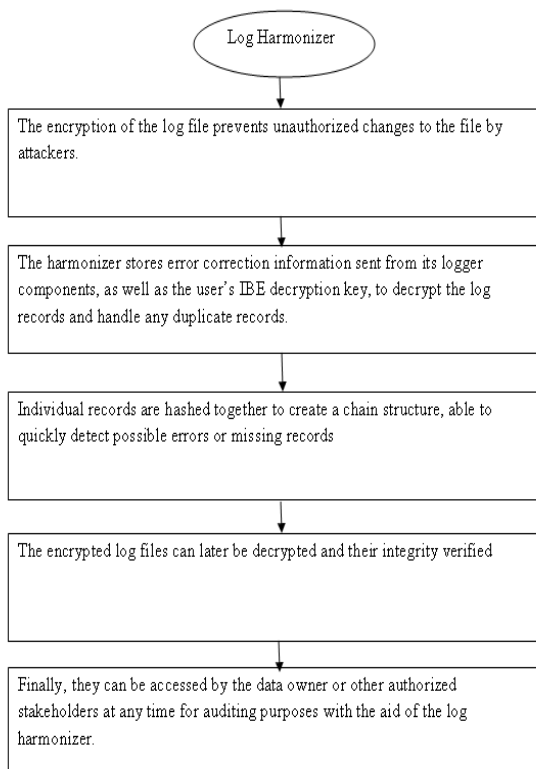 Log Harmonizer
The encryption of the log file prevents unauthorized changes to the file by
attackers.
The harmonizer stores error correction information sent from its logger
components, as well as the user’s IBE decryption key, to decrypt the log
records and handle any duplicate records.
Individual records are hashed together to create a chain structure, able to
quickly detect possible errors or missing records
The encrypted log files can later be decrypted and their integrity verified
Finally, they can be accessed by the data owner or other authorized
stakeholders at any time for auditing purposes with the aid of the log
harmonizer.